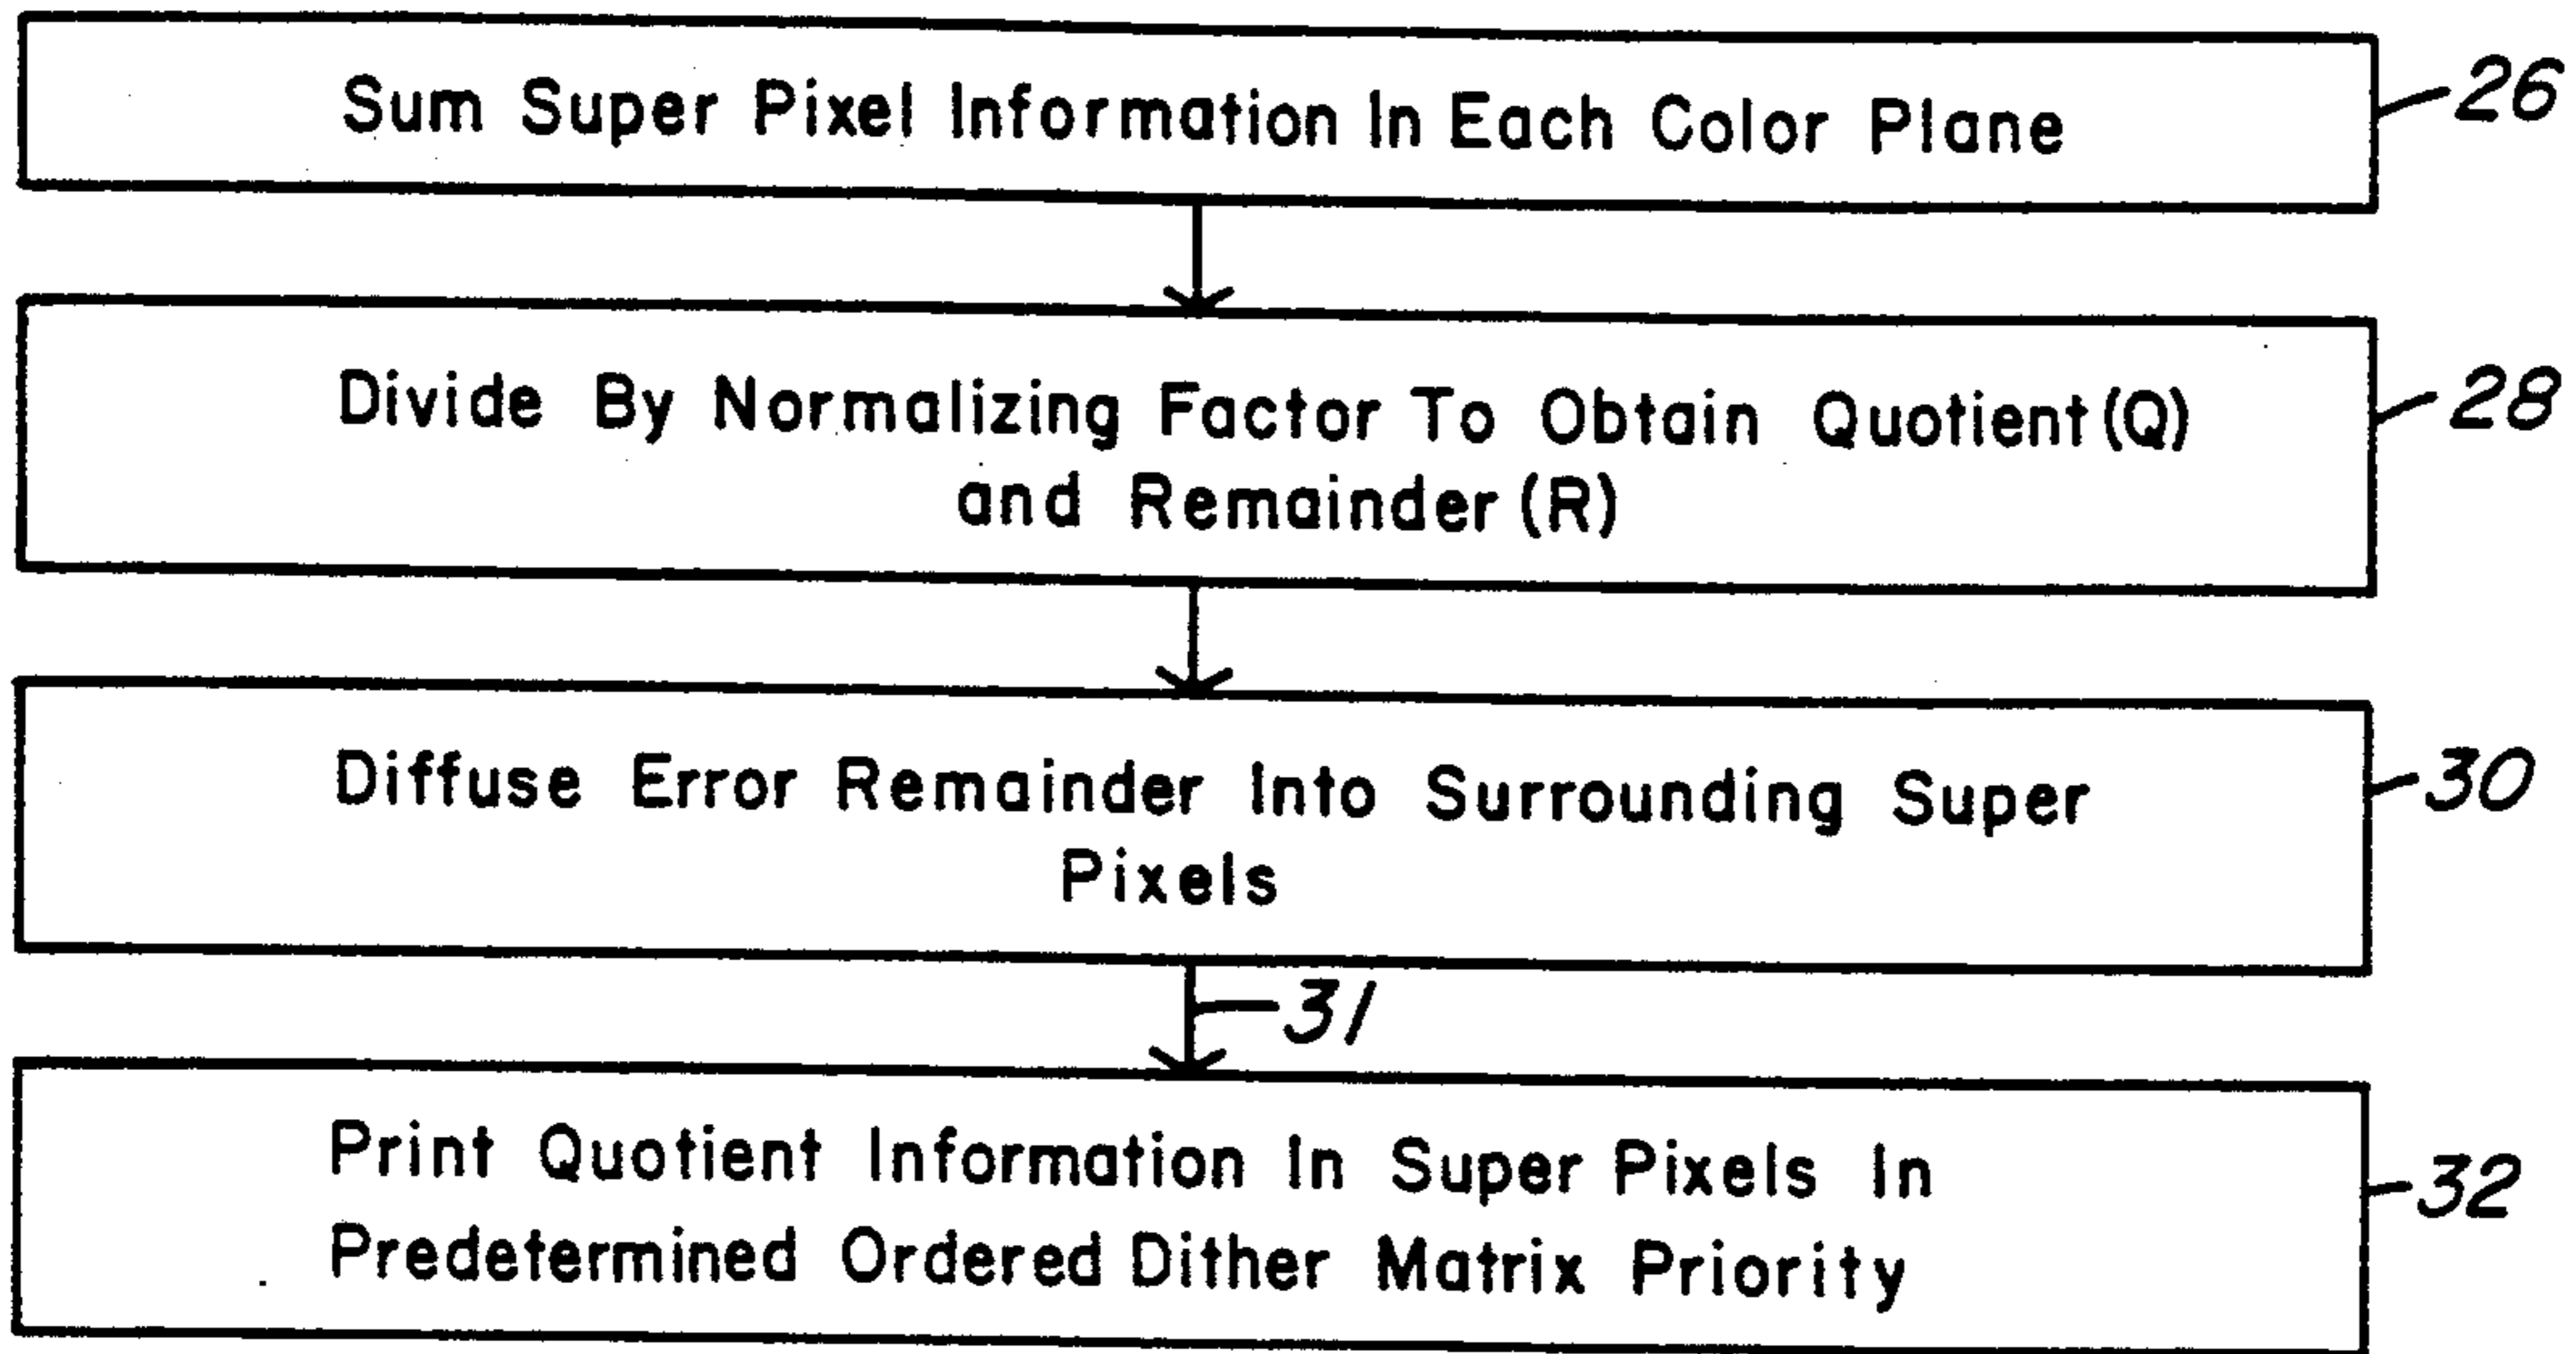 Sum Super Pixel Information In Each Color Plane
26
Divide By Normalizing Factor To Obtain Quotient (Q)
and Remainder (R)
28
Diffuse Error Remainder Into Surrounding Super
Pixels
30
31
Print Quotient Information In Super Pixels In
Predetermined Ordered Dither Matrix Priority
32